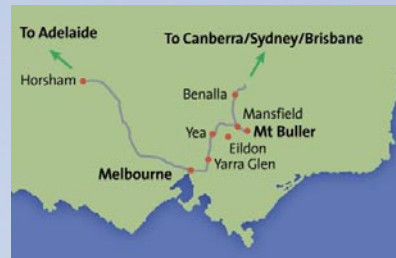 To Adelaide
To Canberra/Sydney/Brisbane
Horsham
Benalla
Mansfield
Yea
Mt Buller
Eildon
Yarra Glen
Melbourne